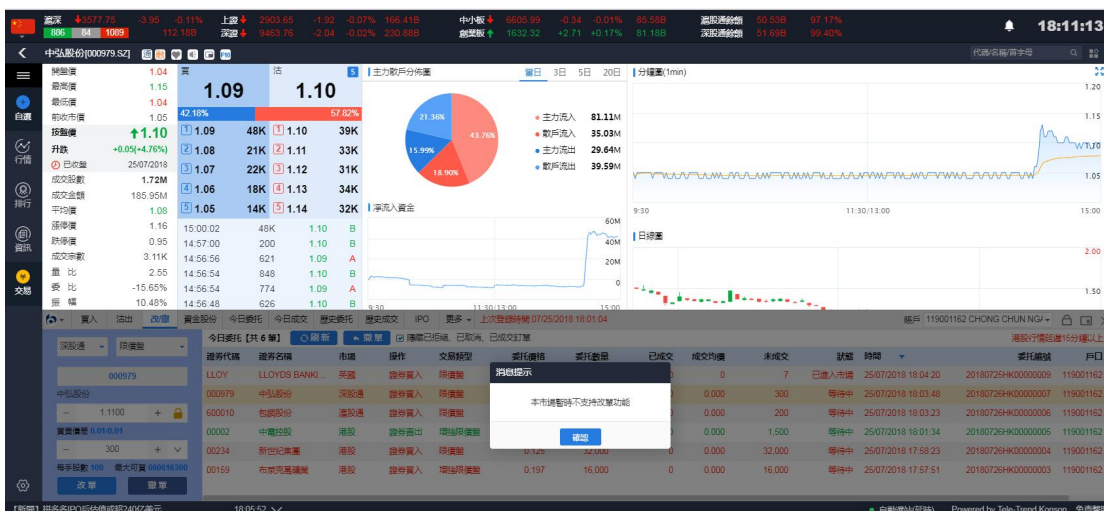 滬深 3577.75 -3.95 -0.11% 上證 2903.65 -1.92 -0.07% 166.41B 中小板 6605.99 -0.34 -0.01% 85.58B 滬股通餘額 50.53B 97.17%
886 84 1089 112.16B 深證 9463.76 -2.04 -0.02% 230.88B 創業板 1632.32 +2.71 +0.17% 81.18B 深股通餘額 51.69B 99.40%
18:11:13
中弘股份[000979.SZ]
代碼/名稱/首字母
自選
行情
排行
資訊
交易
開盤價 1.04
最高價 1.15
最低價 1.04
前收市價 1.05
按盤價 1.10
升跌 +0.05(+4.76%)
已收盤 25/07/2018
成交股數 1.72M
成交金額 185.95M
平均價 1.08
漲停價 1.16
跌停價 0.95
成交宗數 3.11K
量 比 2.55
委 比 -15.65%
振 幅 10.48%
買 沽 5
1.09 1.10
42.18% 57.82%
1 1.09 48K 1 1.10 39K
2 1.08 21K 2 1.11 33K
3 1.07 22K 3 1.12 31K
4 1.06 18K 4 1.13 34K
5 1.05 14K 5 1.14 32K
15:00:02 48K 1.10 B
14:57:00 200 1.10 B
14:56:56 621 1.09 A
14:56:54 848 1.10 B
14:56:54 774 1.09 A
14:56:48 626 1.10 B
主力散戶分佈圖 當日 3日 5日 20日
21.36%
43.76%
15.99%
18.90%
主力流入 81.11M
散戶流入 35.03M
主力流出 29.64M
散戶流出 39.59M
淨流入資金
60M
40M
20M
0
9:30 11:30/13:00 15:00
分鐘圖(1min)
1.20
1.15
1.10
1.05
9:30 11:30/13:00 15:00
日線圖
2.00
1.50
買入 沽出 改/撤 資金股份 今日委托 今日成交 歷史委托 歷史成交 IPO 更多 上次登錄時間:07/25/2018 18:01:04 賬戶 119001162 CHONG CHUN NG/
深股通 限價盤
000979
中弘股份
- 1.1100 +
買賣價差 0.01/0.01
- 300 +
每手股數 100 最大可買
改單 撤單
今日委托【共 6 筆】 刷新 撤單 隱藏已拒絕、已取消、已成交訂單 港股行情延遲15分鐘以上
證券代碼 證券名稱 市場 操作 交易類型 委托價格 委托數量 已成交 成交均價 未成交 狀態 時間 委托編號 戶口
LLOY LLOYDS BANKI... 英國 證券買入 限價盤 0 7 已進入市場 25/07/2018 18:04:20 20180725HK00000009 119001162
000979 中弘股份 深股通 證券買入 限價盤 0.000 300 等待中 25/07/2018 18:03:48 20180726HK00000007 119001162
600010 包鋼股份 滬股通 證券買入 限價盤 0.000 200 等待中 25/07/2018 18:03:23 20180726HK00000006 119001162
00002 中電控股 港股 證券賣出 增強限價盤 0.000 1,500 等待中 25/07/2018 18:01:34 20180726HK00000005 119001162
00234 新世紀集團 港股 證券買入 限價盤 0.125 32,000 0 0.000 32,000 等待中 25/07/2018 17:58:23 20180726HK00000004 119001162
00159 布萊克萬礦業 港股 證券買入 增強限價盤 0.197 16,000 0 0.000 16,000 等待中 25/07/2018 17:57:51 20180726HK00000003 119001162
消息提示
本市場暫時不支持改單功能
確認
18:05:52
Powered by Tele-Trend Konson 免責聲明